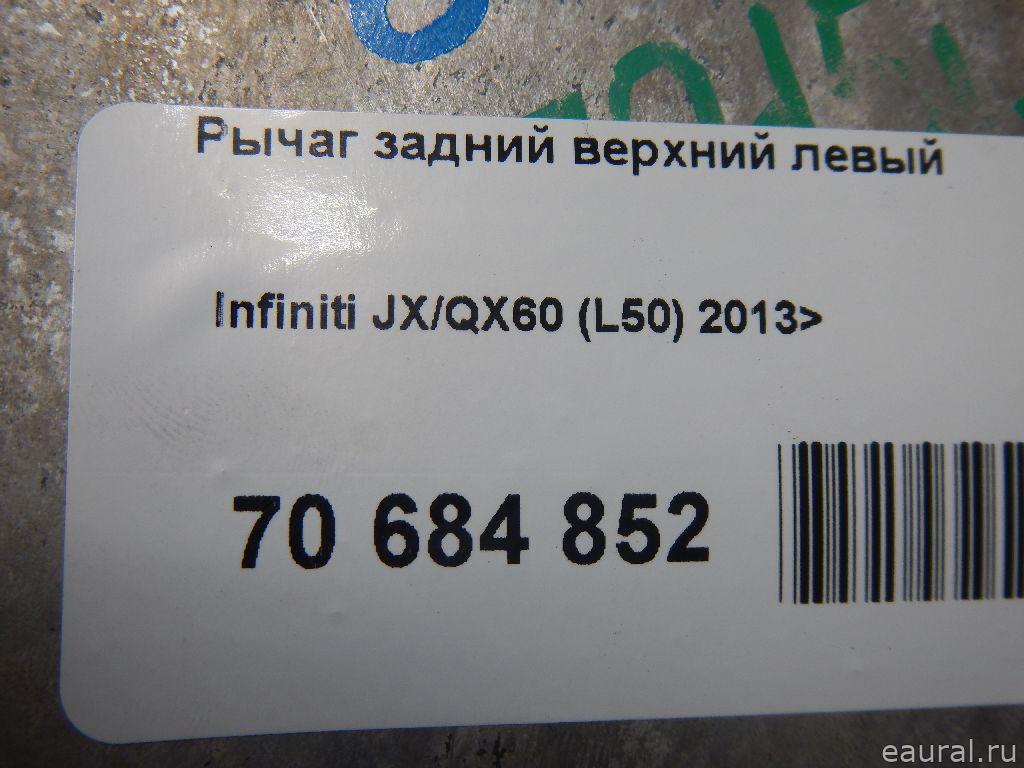 Рычаг задний верхний левый
Infiniti JX/QX60 (L50) 2013>
70 684 852
eaural.ru